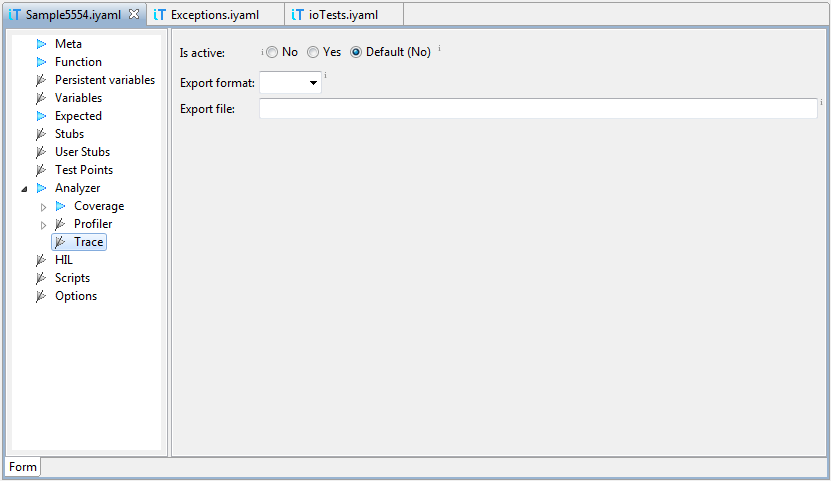 iT Sample5554.iyaml iT Exceptions.iyaml iT ioTests.iyaml
Meta
Function
Persistent variables
Variables
Expected
Stubs
User Stubs
Test Points
Analyzer
Coverage
Profiler
Trace
HIL
Scripts
Options
Is active: i No Yes Default (No) i
Export format: i
Export file: i
Form